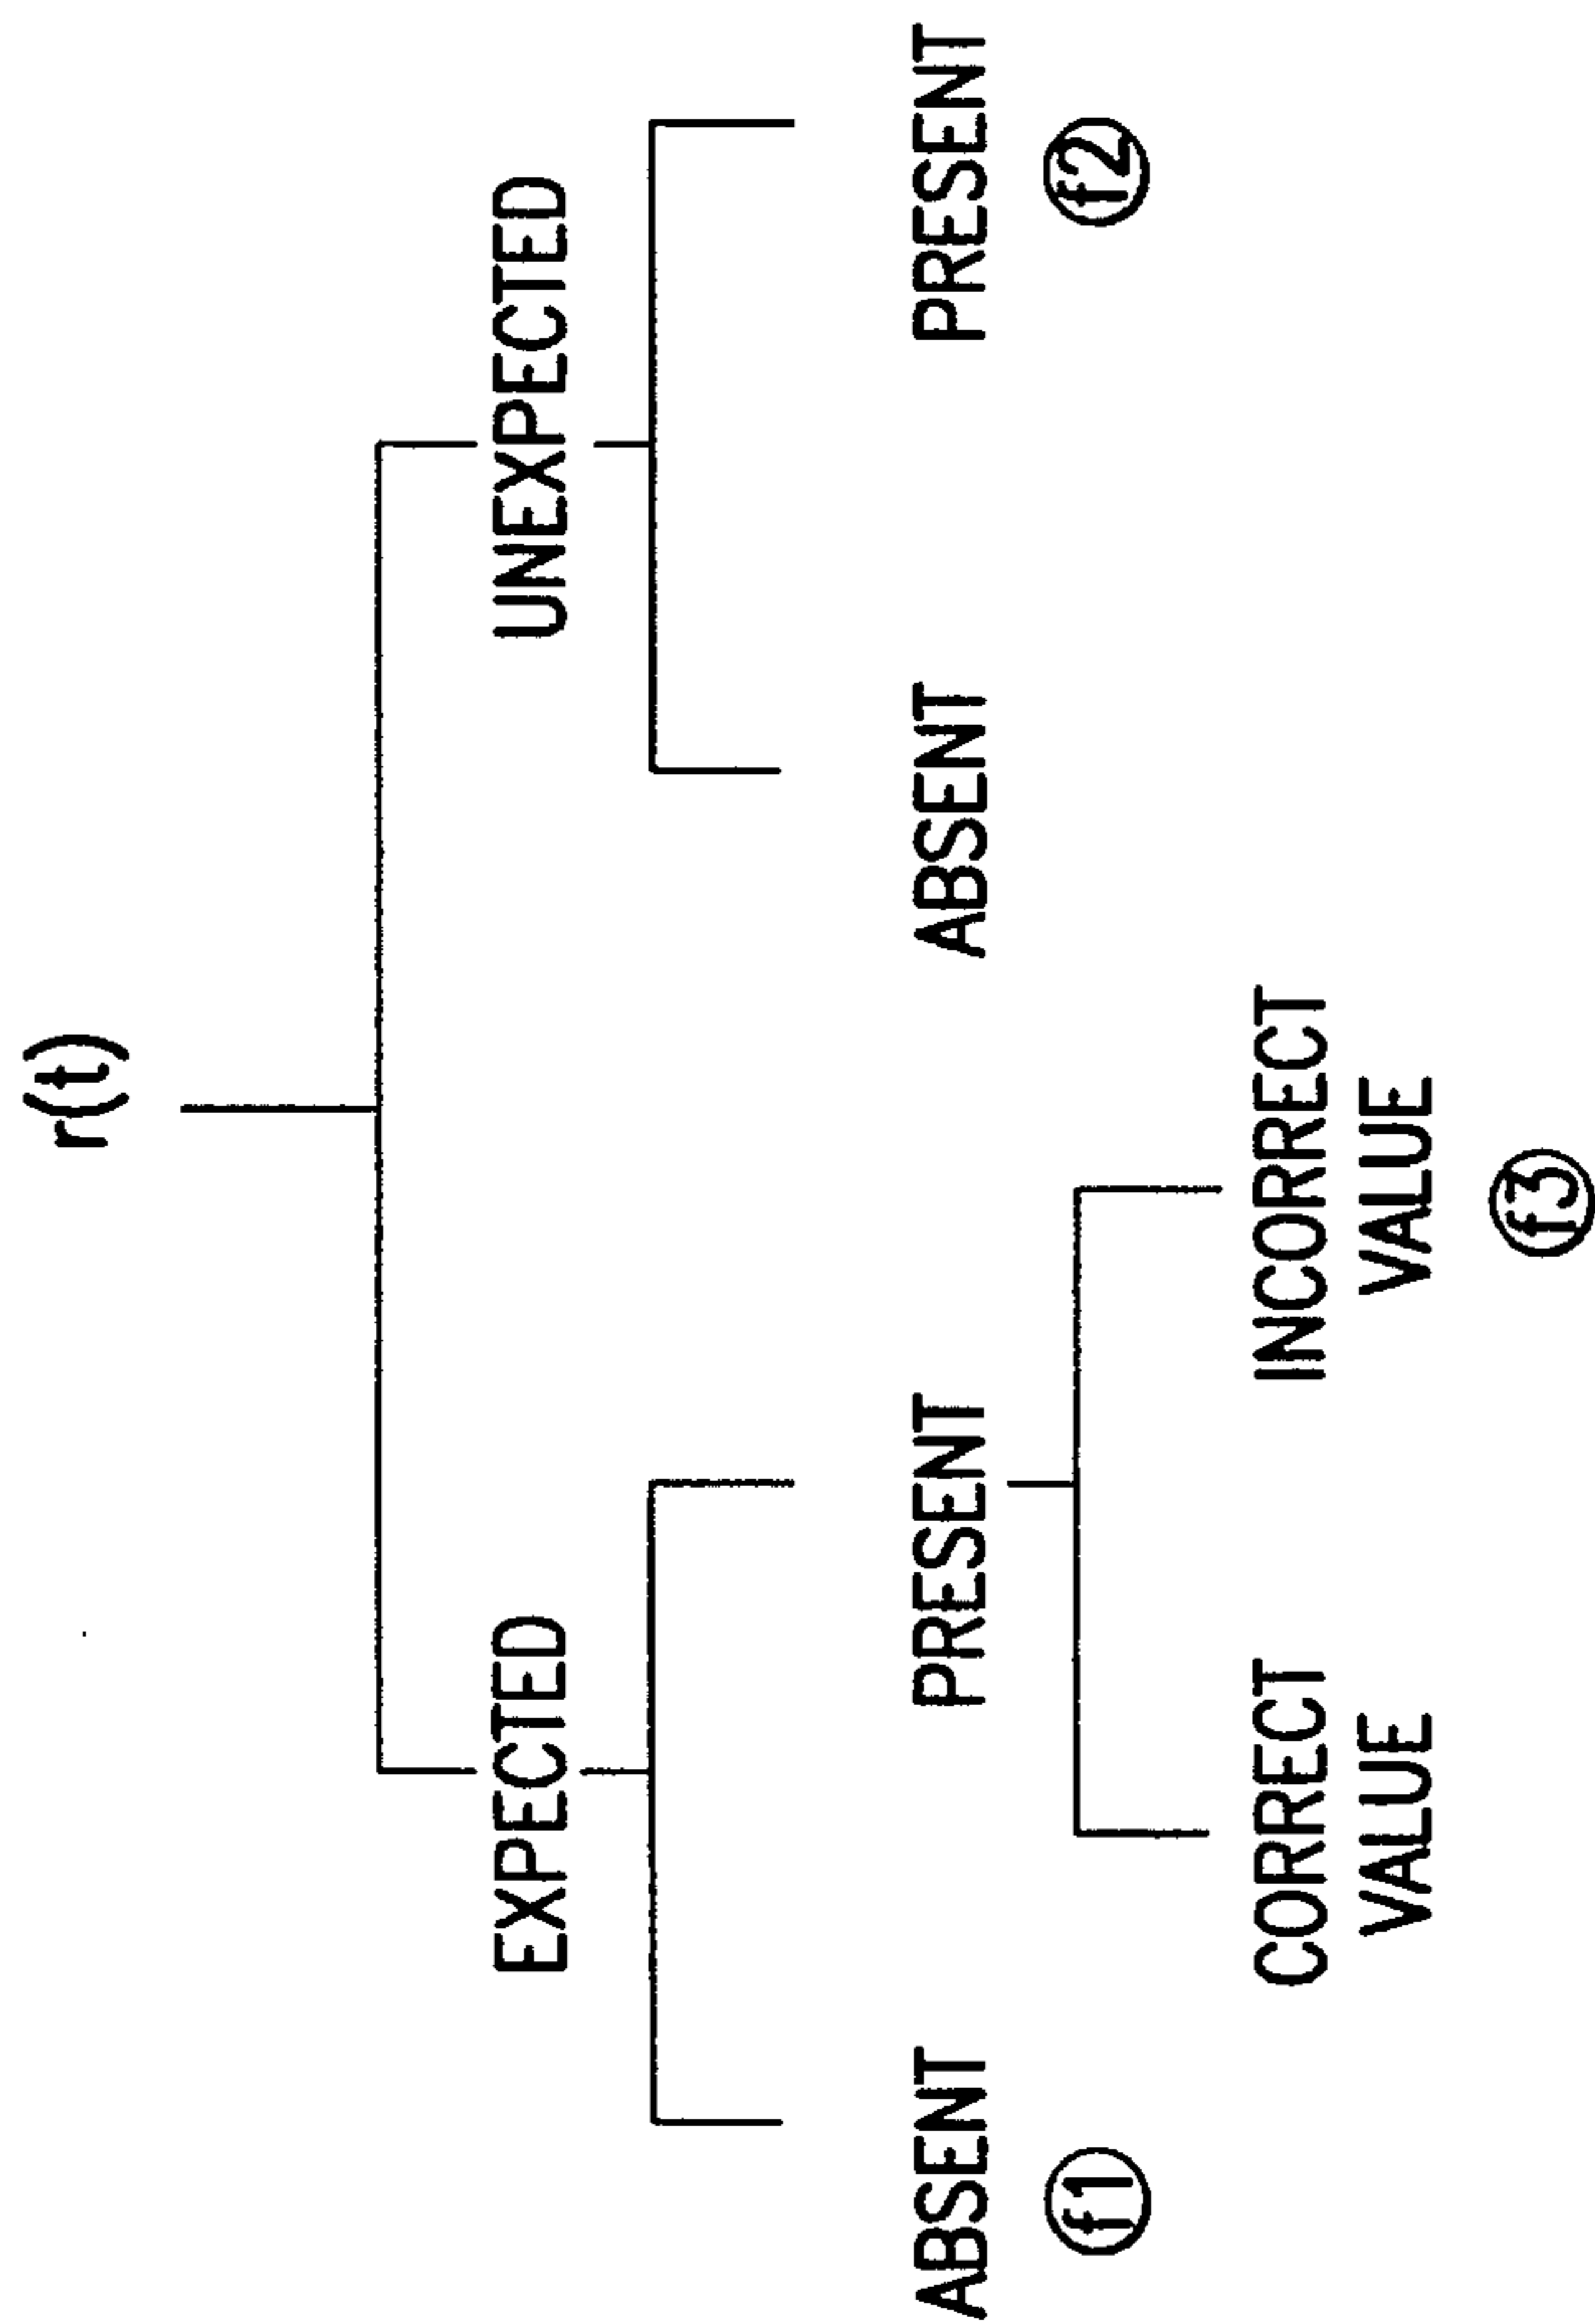 r(t)
EXPECTED
UNEXPECTED
ABSENT
f1
PRESENT
ABSENT
PRESENT
f2
CORRECT
VALUE
INCORRECT
VALUE
f3